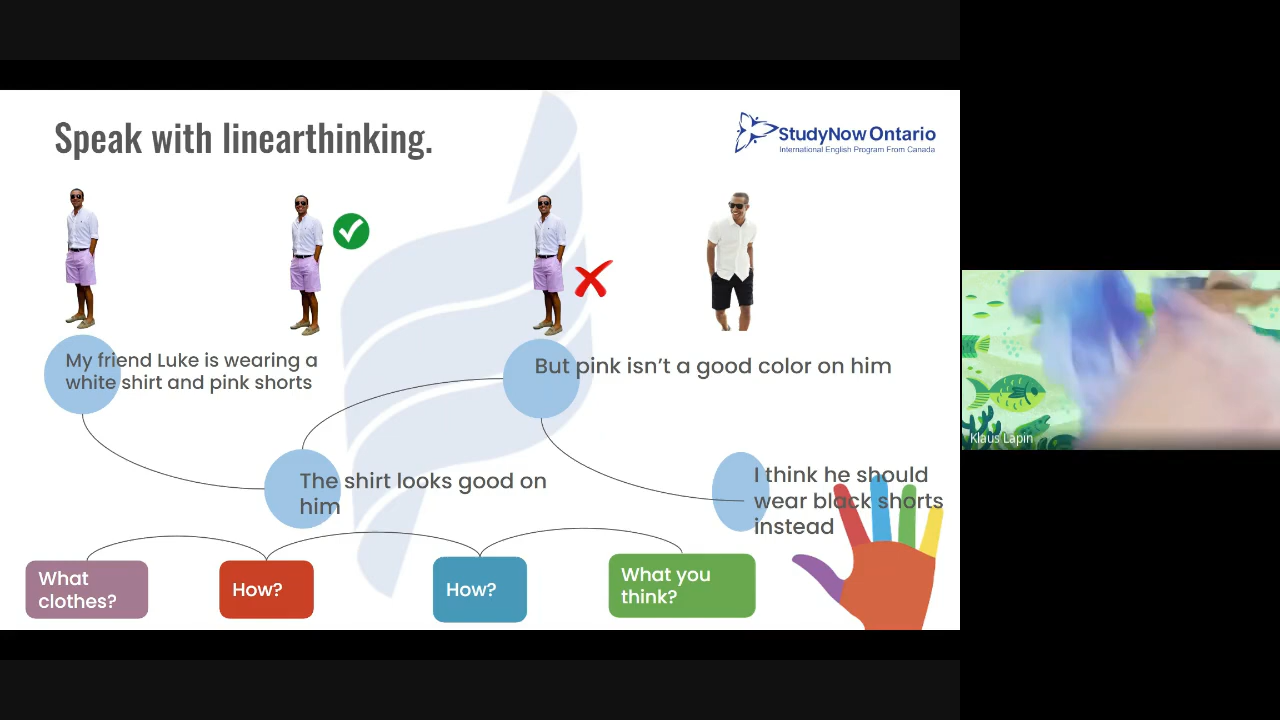 Speak with linearthinking.
StudyNow Ontario
International English Program From Canada
My friend Luke is wearing a
white shirt and pink shorts
But pink isn’t a good color on him
The shirt looks good on
him
I think he should
wear black shorts
instead
What
clothes?
How?
How?
What you
think?
Klaus Lapin